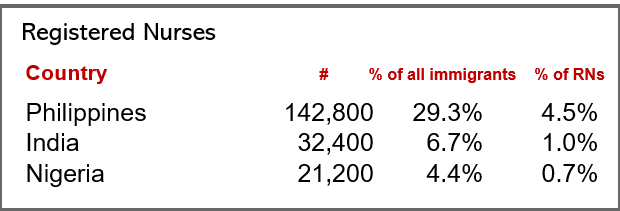 Registered Nurses
Country # % of all immigrants % of RNs
Philippines 142,800 29.3% 4.5%
India 32,400 6.7% 1.0%
Nigeria 21,200 4.4% 0.7%